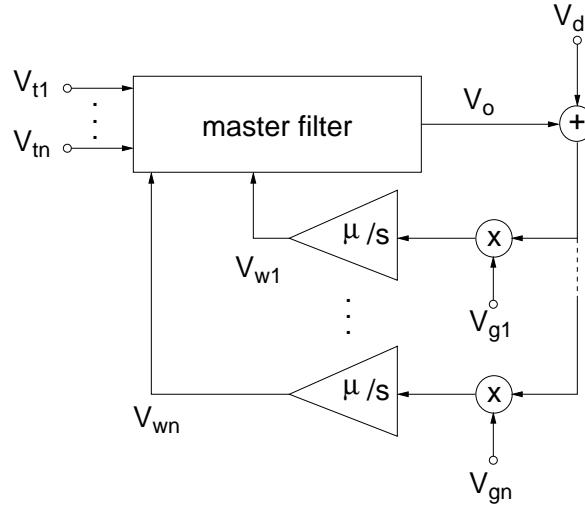 V_d
V_t1
V_o
master filter
+
V_tn
μ/s
x
V_w1
V_g1
μ/s
x
V_wn
V_gn